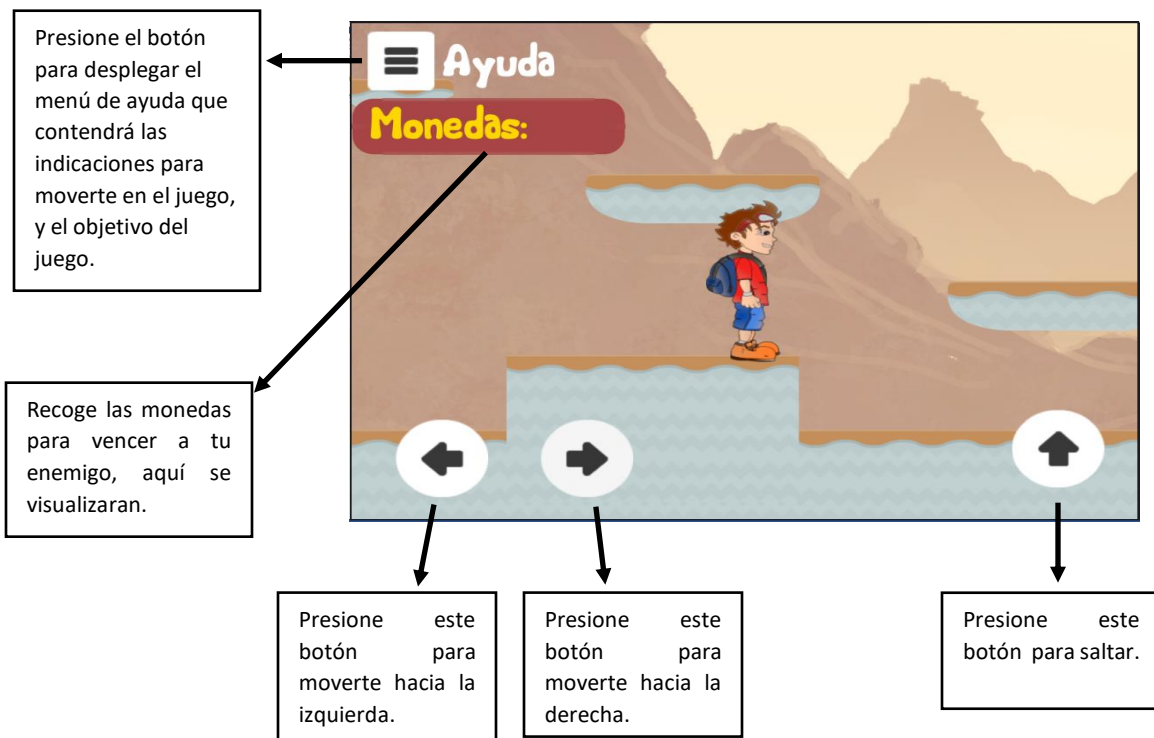 Presione el botón
para desplegar el
menú de ayuda que
contendrá las
indicaciones para
moverte en el juego,
y el objetivo del
juego.
Ayuda
Monedas:
Recoge las monedas
para vencer a tu
enemigo, aquí se
visualizaran.
Presione este
botón para
moverte hacia la
izquierda.
Presione este
botón para
moverte hacia la
derecha.
Presione este
botón para saltar.